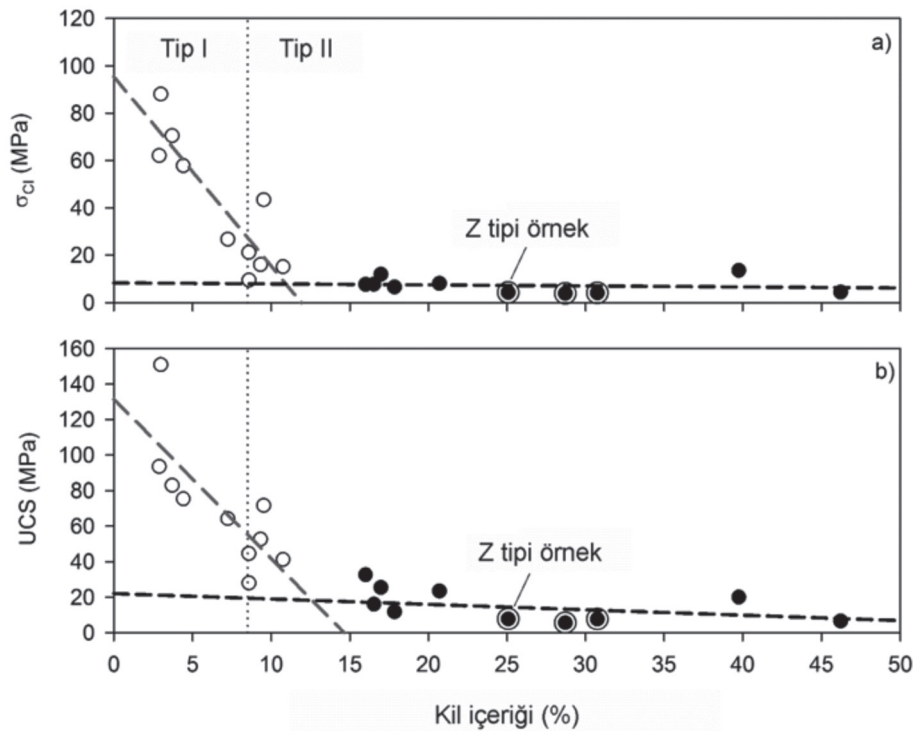 120
Tip I
Tip II
a)
100
80
60
40
20
0
σCI (MPa)
Z tipi örnek
160
b)
140
120
100
80
60
40
20
0
UCS (MPa)
Z tipi örnek
0 5 10 15 20 25 30 35 40 45 50
Kil içeriği (%)